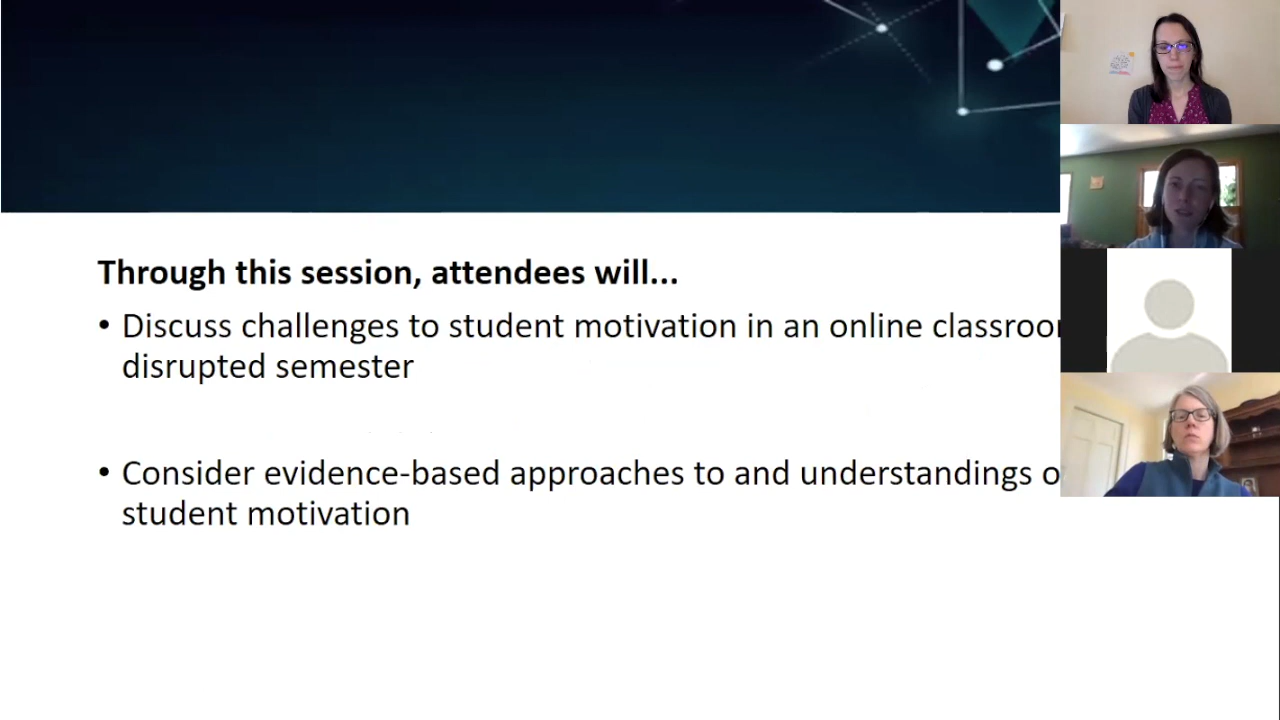 Through this session, attendees will...
• Discuss challenges to student motivation in an online
disrupted semester
• Consider evidence-based approaches to and understandings
student motivation